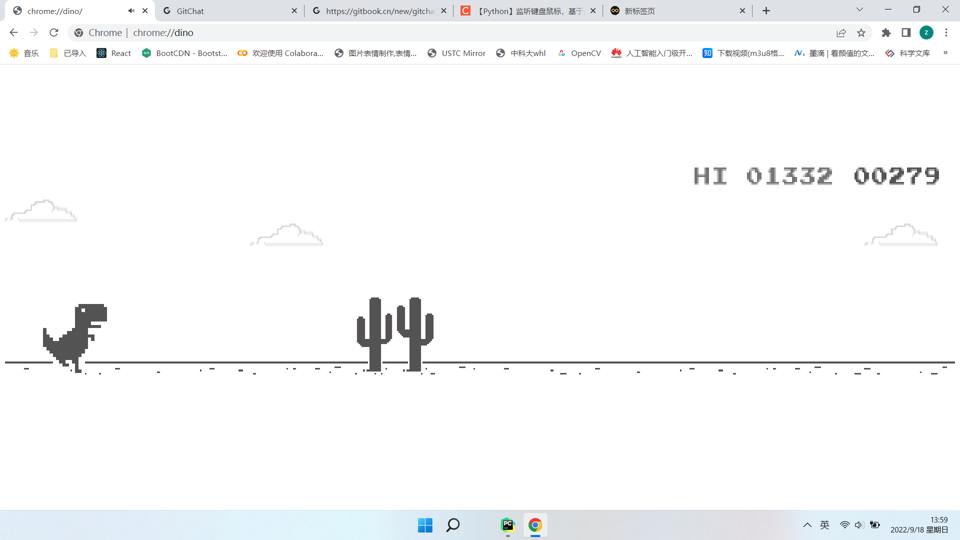 chrome://dino/
GitChat
https://gitbook.cn/new/gitcha
【Python】监听键盘鼠标，基于
新标签页
Chrome | chrome://dino
音乐
已导入
React
BootCDN - Bootst...
欢迎使用 Colabora...
图片表情制作,表情...
USTC Mirror
中科大whl
OpenCV
人工智能入门级开...
知 下载视频(m3u8格...
墨滴 | 看颜值的文...
科学文库
»
HI 01332 00279
PC
英
13:59
2022/9/18 星期日